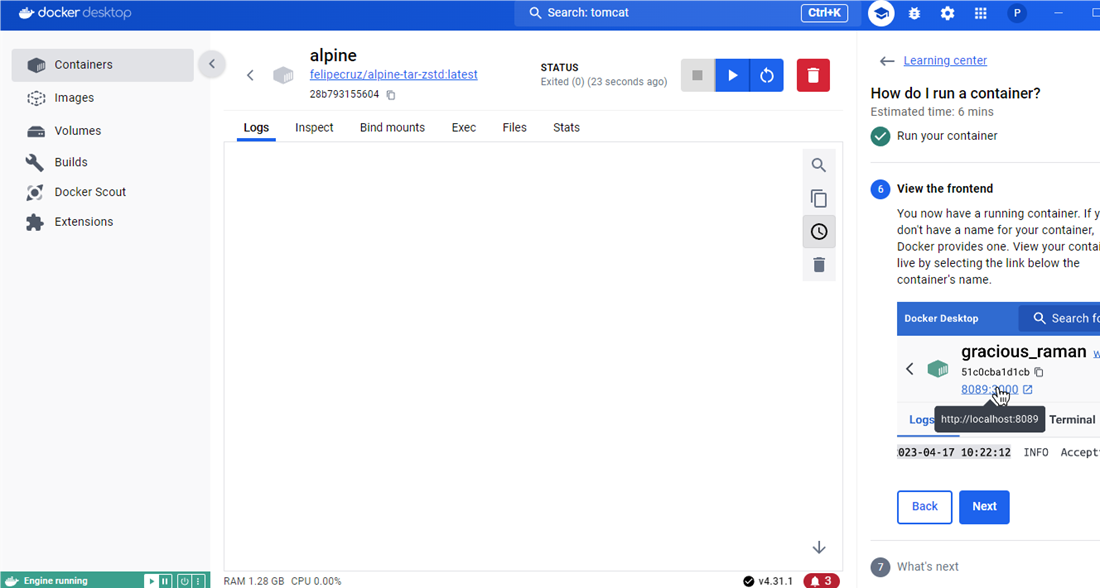 docker desktop
Search: tomcat
Ctrl+K
P
Containers
Images
Volumes
Builds
Docker Scout
Extensions
alpine
felipecruz/alpine-tar-zstd:latest
28b793155604
STATUS
Exited (0) (23 seconds ago)
Logs Inspect Bind mounts Exec Files Stats
Learning center
How do I run a container?
Estimated time: 6 mins
Run your container
6 View the frontend
You now have a running container. If y
don't have a name for your container,
Docker provides one. View your contai
live by selecting the link below the
container's name.
Docker Desktop
Search fo
gracious_raman w
51c0cba1d1cb
8089:3000
http://localhost:8089
Logs Terminal
023-04-17 10:22:12 INFO Accept
Back Next
7 What's next
Engine running
RAM 1.28 GB CPU 0.00%
v4.31.1
3